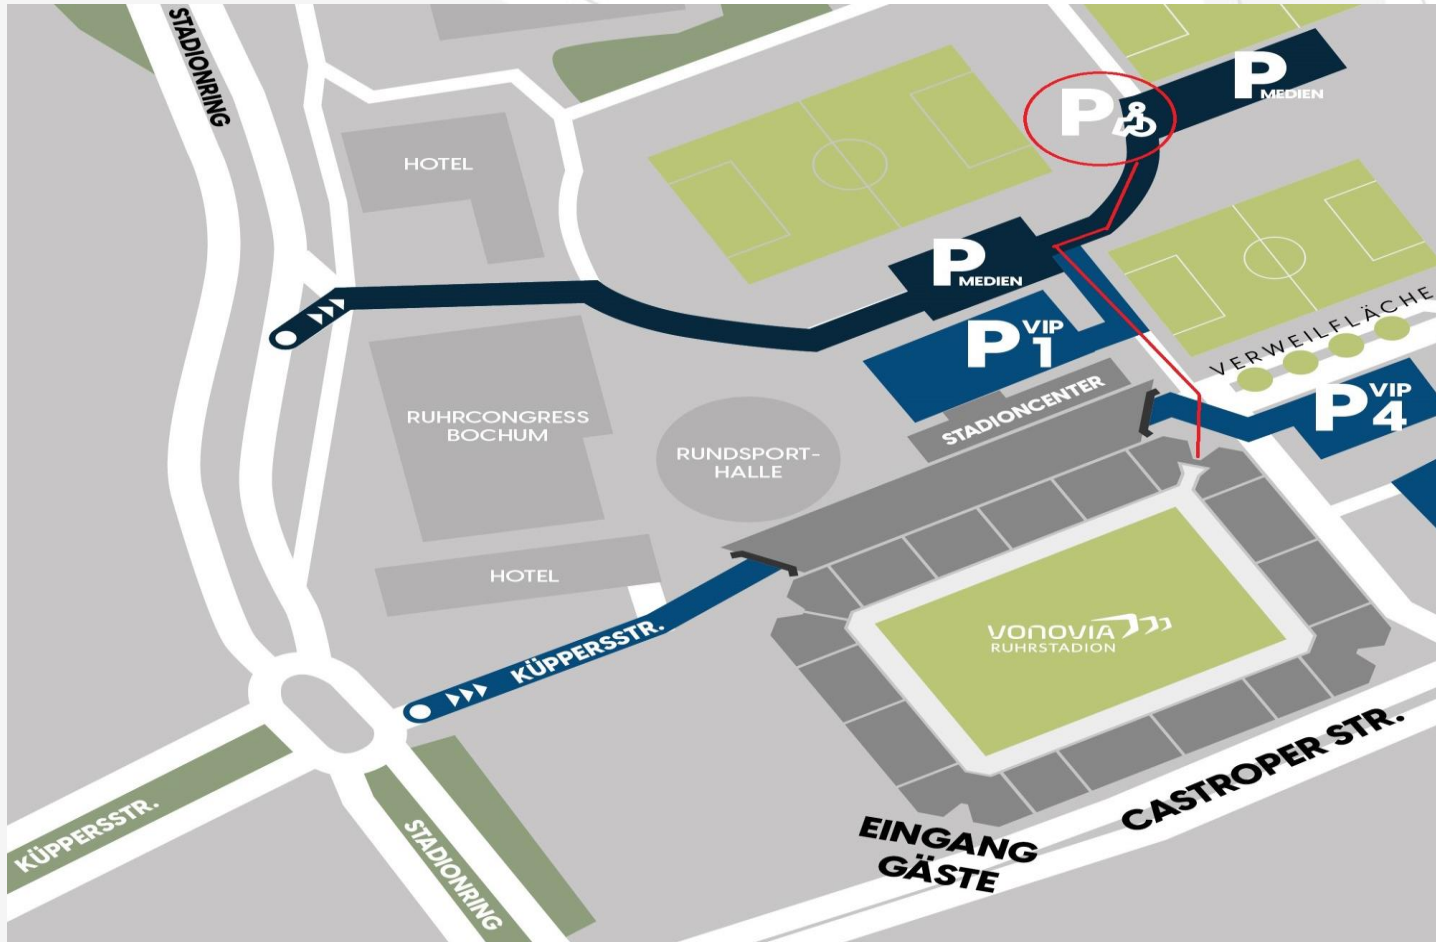 STADIONRING
HOTEL
P
P
MEDIEN
P
MEDIEN
P VIP
1
VERWEILFLÄCHE
P VIP
4
STADIONCENTER
RUHRCONGRESS
BOCHUM
RUNDSPORT-
HALLE
HOTEL
KÜPPERSSTR.
VONOVIA
RUHRSTADION
CASTROPER STR.
EINGANG
GÄSTE
KÜPPERSSTR.
STADIONRING